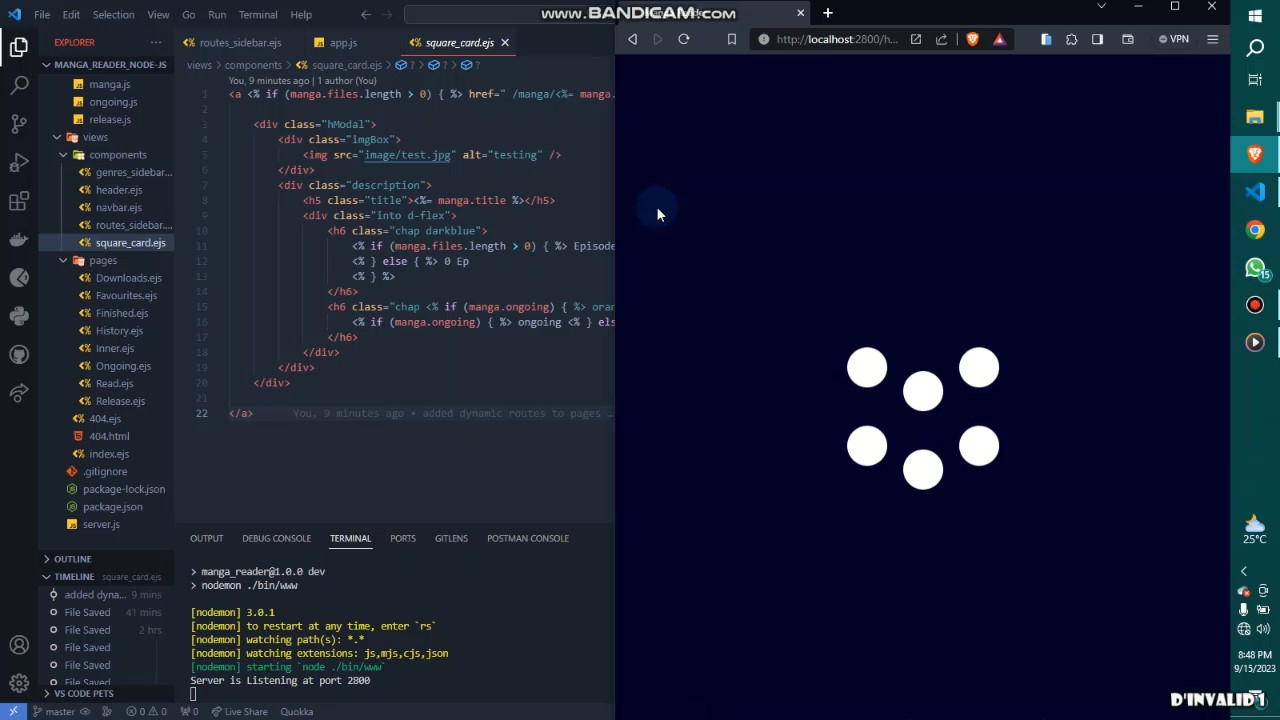 File Edit Selection View Go Run Terminal Help
www.BANDICAM.com
EXPLORER
routes_sidebar.ejs
app.js
square_card.ejs
http://localhost:2800/h...
VPN
MANGA_READER_NODE-JS
manga.js
ongoing.js
release.js
views
components
genres_sidebar...
header.ejs
navbar.ejs
routes_sidebar....
square_card.ejs
pages
Downloads.ejs
Favourites.ejs
Finished.ejs
History.ejs
Inner.ejs
Ongoing.ejs
Read.ejs
Release.ejs
404.ejs
404.html
index.ejs
.gitignore
package-lock.json
package.json
server.js
OUTLINE
TIMELINE square_card.ejs
added dyna... 9 mins
File Saved 41 mins
File Saved 2 hrs
File Saved
File Saved
File Saved
VS CODE PETS
views > components > square_card.ejs > ? > ? > ?
You, 9 minutes ago | 1 author (You)
1 <a <% if (manga.files.length > 0) { %> href=" /manga/<%= manga.
2
3 <div class="hModal">
4 <div class="imgBox">
5 <img src="image/test.jpg" alt="testing" />
6 </div>
7 <div class="description">
8 <h5 class="title"><%= manga.title %></h5>
9 <div class="into d-flex">
10 <h6 class="chap darkblue">
11 <% if (manga.files.length > 0) { %> Episode
12 <% } else { %> 0 Ep
13 <% } %>
14 </h6>
15 <h6 class="chap <% if (manga.ongoing) { %> oran
16 <% if (manga.ongoing) { %> ongoing <% } els
17 </h6>
18 </div>
19 </div>
20 </div>
21
22 </a> You, 9 minutes ago • added dynamic routes to pages ...
OUTPUT DEBUG CONSOLE TERMINAL PORTS GITLENS POSTMAN CONSOLE
> manga_reader@1.0.0 dev
> nodemon ./bin/www
[nodemon] 3.0.1
[nodemon] to restart at any time, enter `rs`
[nodemon] watching path(s): *.*
[nodemon] watching extensions: js,mjs,cjs,json
[nodemon] starting `node ./bin/www`
Server is Listening at port 2800
master 0 0 0 Live Share Quokka
15
25°C
8:48 PM
9/15/2023
D'INVALID 1